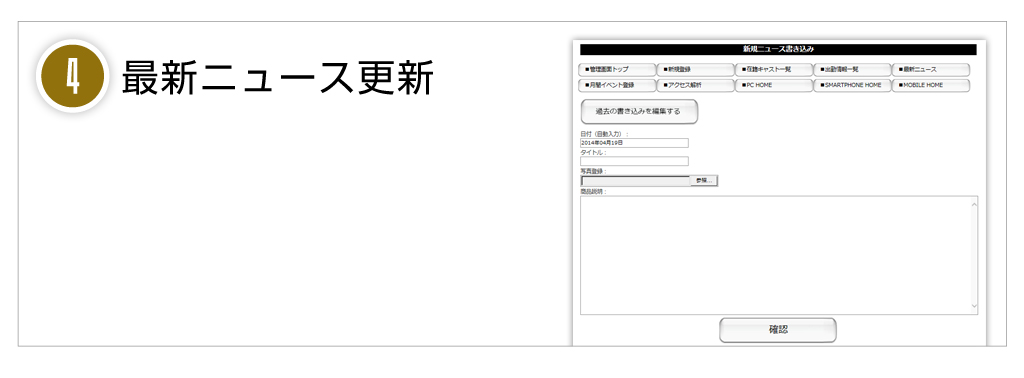 4
最新ニュース更新
新規ニュース書き込み
■管理画面トップ ■新規登録 ■在籍キャスト一覧 ■出勤情報一覧 ■最新ニュース
■月間イベント登録 ■アクセス解析 ■PC HOME ■SMARTPHONE HOME ■MOBILE HOME
過去の書き込みを編集する
日付（自動入力）：
2014年04月19日
タイトル：
写真登録：
参照...
商品説明：
確認